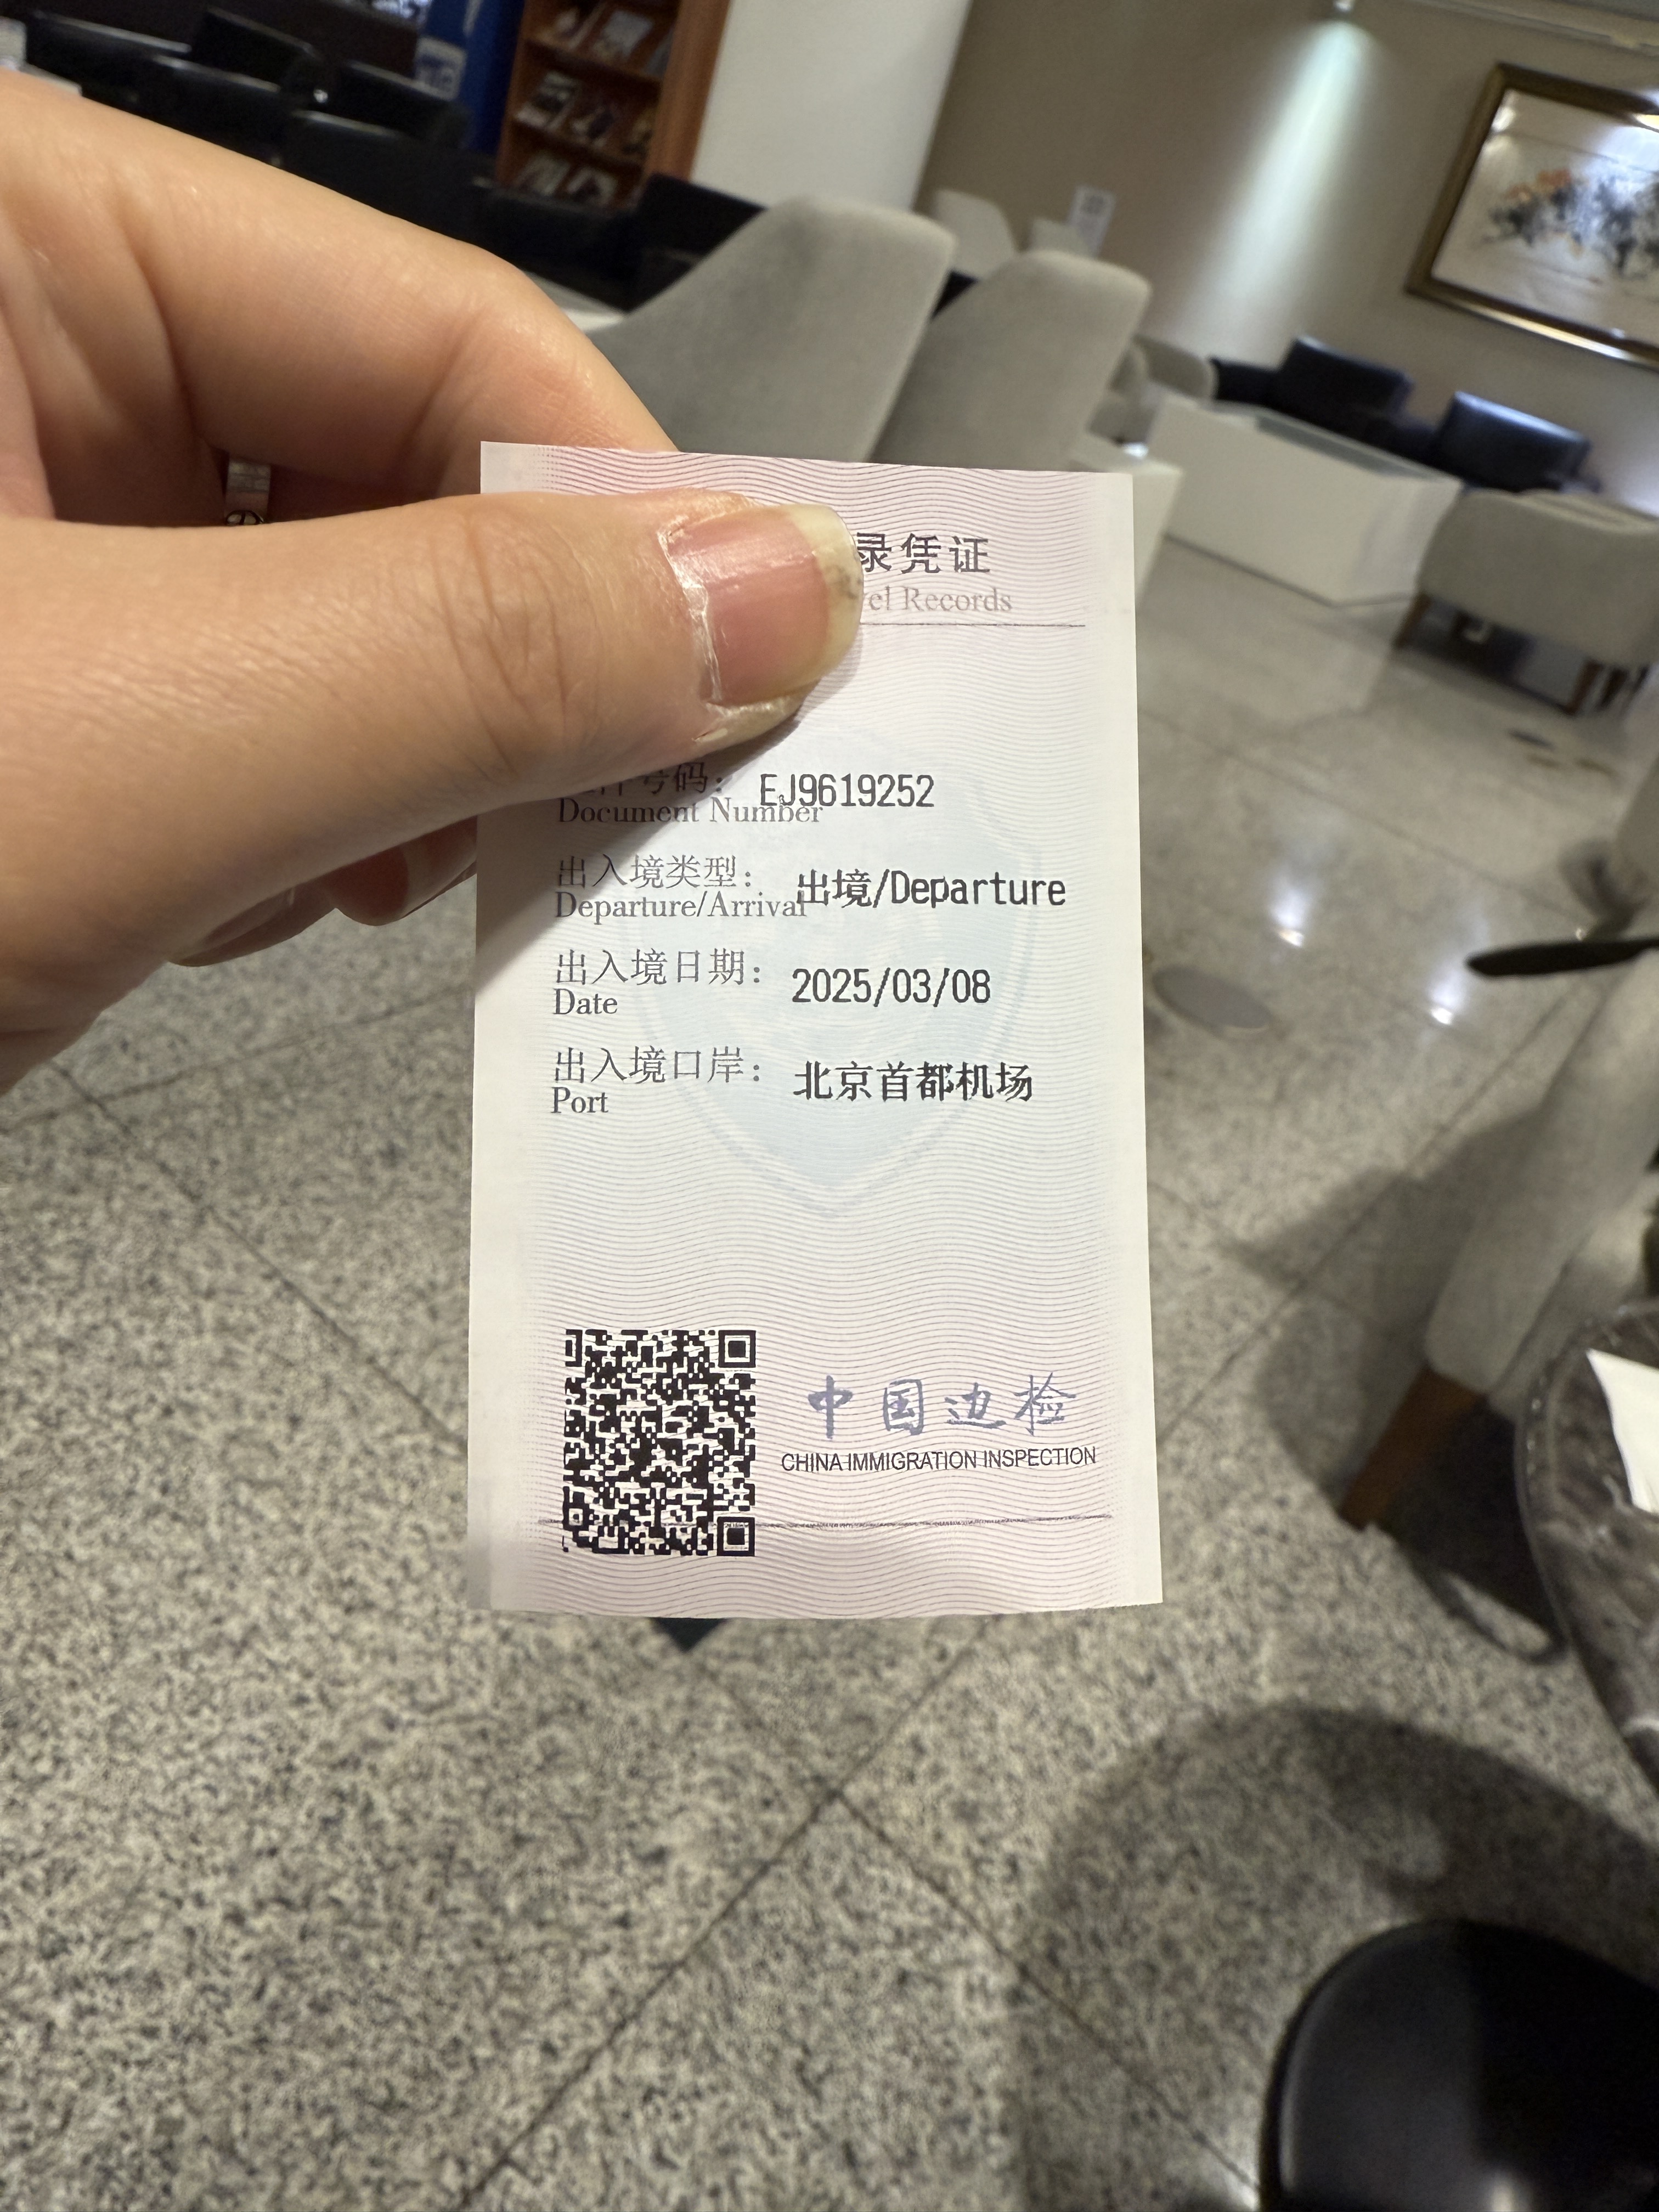 录凭证
Records
号码： EJ9619252
Document Number
出入境类型： 出境/Departure
Departure/Arrival
出入境日期： 2025/03/08
Date
出入境口岸： 北京首都机场
Port
中国边检
CHINA IMMIGRATION INSPECTION